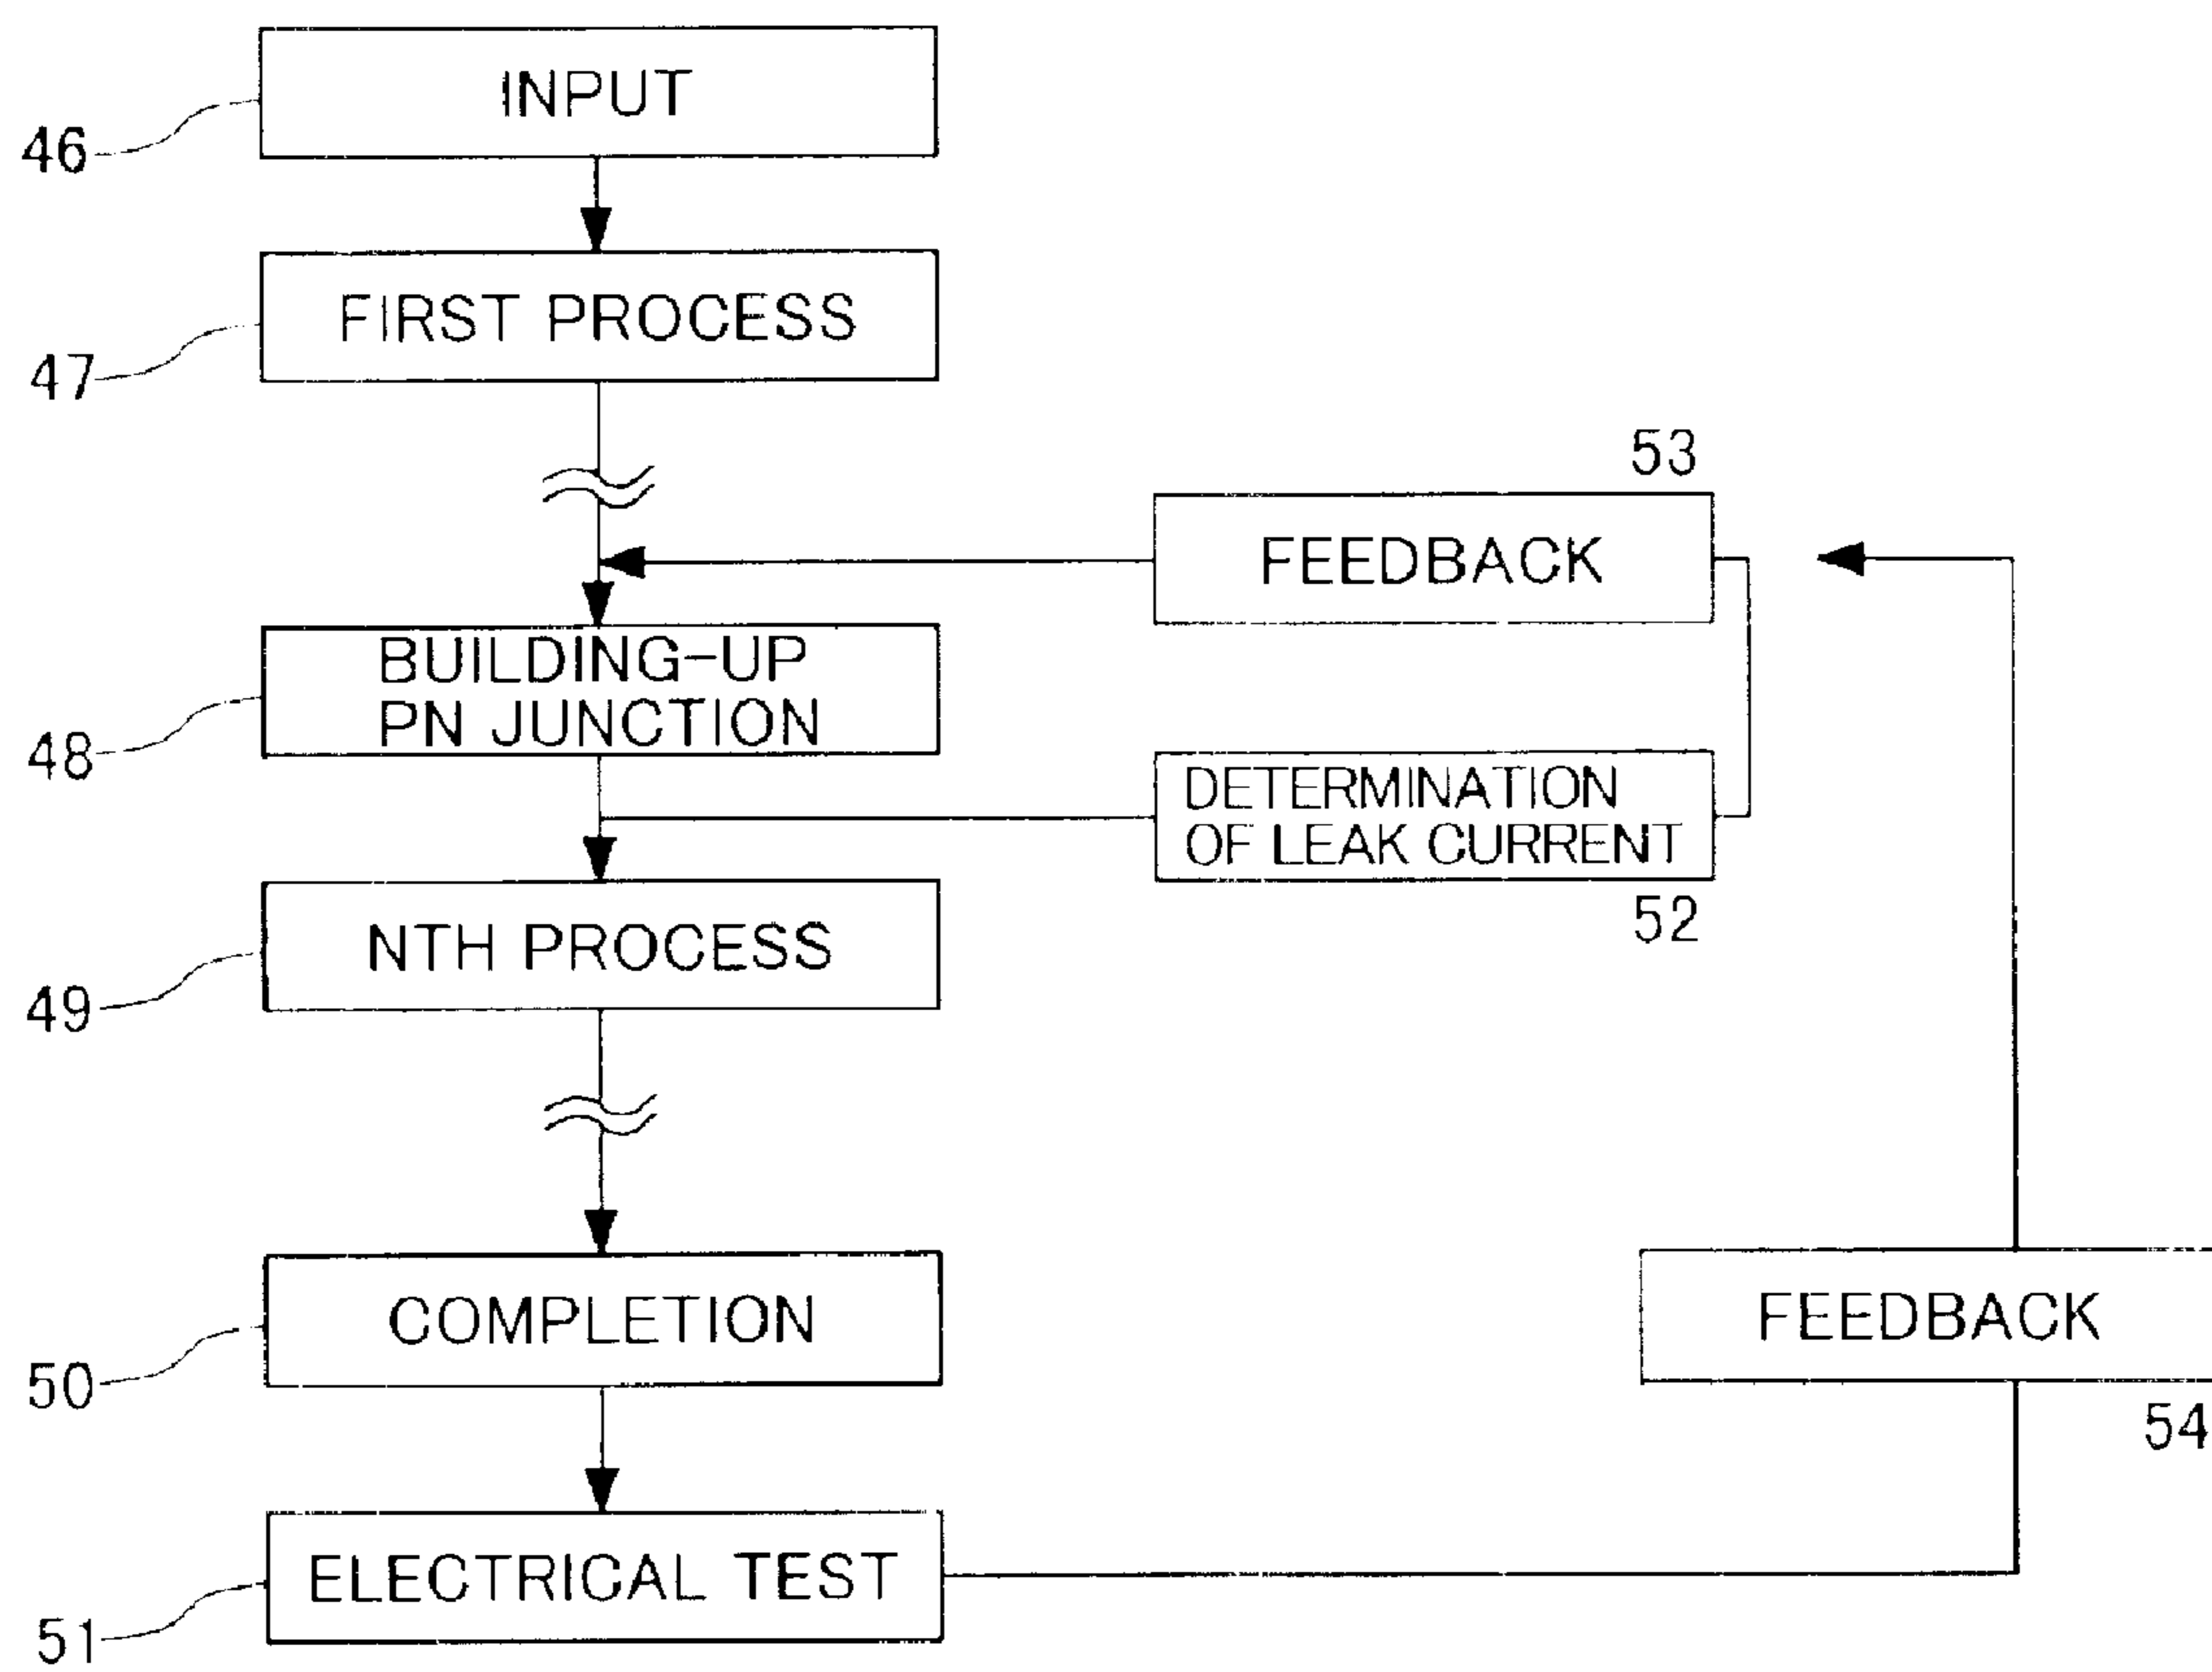 INPUT
46
FIRST PROCESS
47
53
FEEDBACK
BUILDING-UP
PN JUNCTION
48
DETERMINATION
OF LEAK CURRENT
52
NTH PROCESS
49
COMPLETION
50
FEEDBACK
54
ELECTRICAL TEST
51